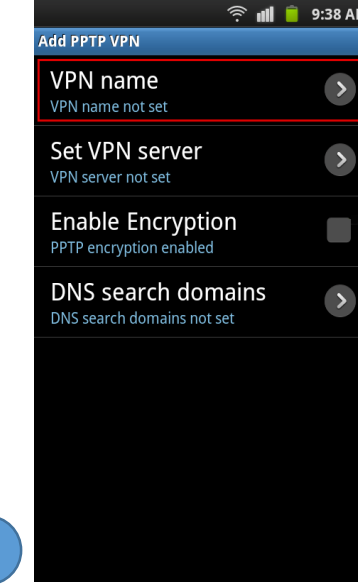 9:38 AM
Add PPTP VPN
VPN name
VPN name not set
Set VPN server
VPN server not set
Enable Encryption
PPTP encryption enabled
DNS search domains
DNS search domains not set